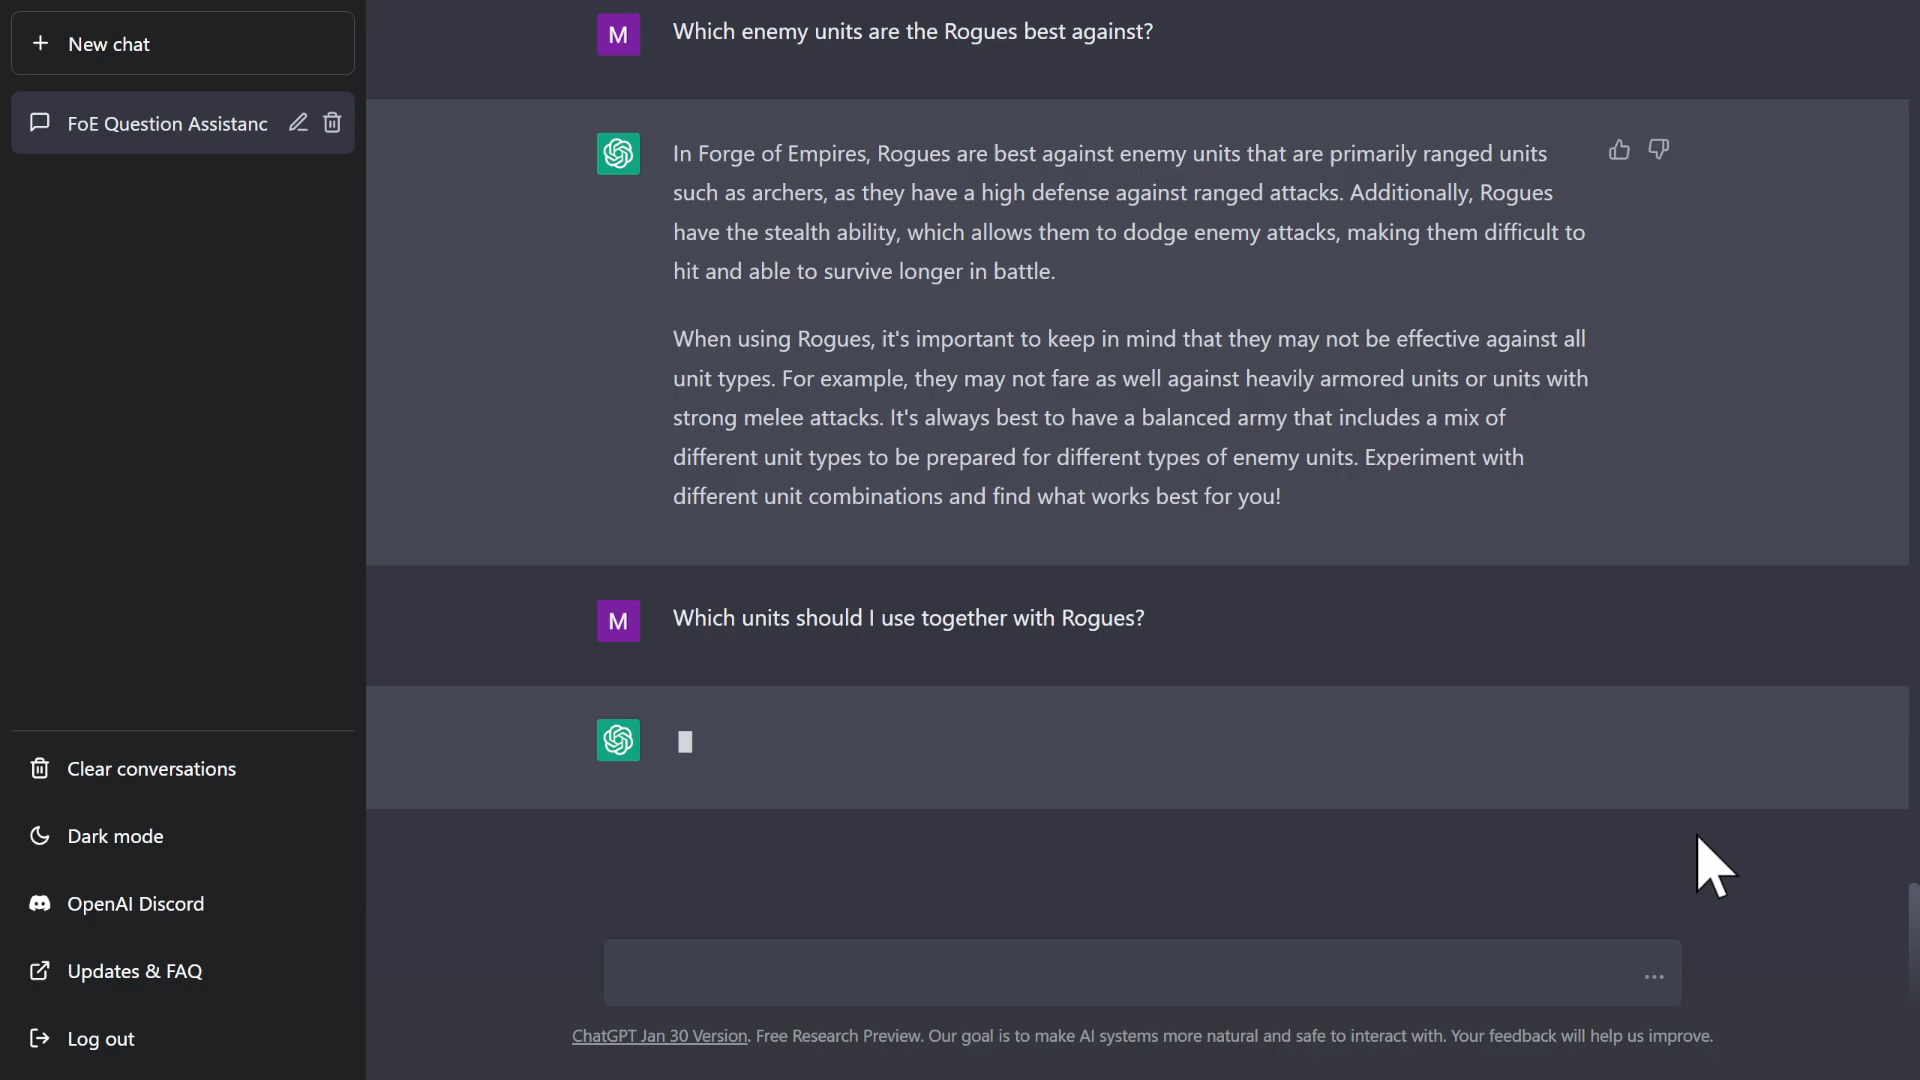 New chat
FoE Question Assistanc
Clear conversations
Dark mode
OpenAI Discord
Updates & FAQ
Log out
M
Which enemy units are the Rogues best against?
In Forge of Empires, Rogues are best against enemy units that are primarily ranged units
such as archers, as they have a high defense against ranged attacks. Additionally, Rogues
have the stealth ability, which allows them to dodge enemy attacks, making them difficult to
hit and able to survive longer in battle.
When using Rogues, it's important to keep in mind that they may not be effective against all
unit types. For example, they may not fare as well against heavily armored units or units with
strong melee attacks. It's always best to have a balanced army that includes a mix of
different unit types to be prepared for different types of enemy units. Experiment with
different unit combinations and find what works best for you!
M
Which units should I use together with Rogues?
ChatGPT Jan 30 Version. Free Research Preview. Our goal is to make AI systems more natural and safe to interact with. Your feedback will help us improve.